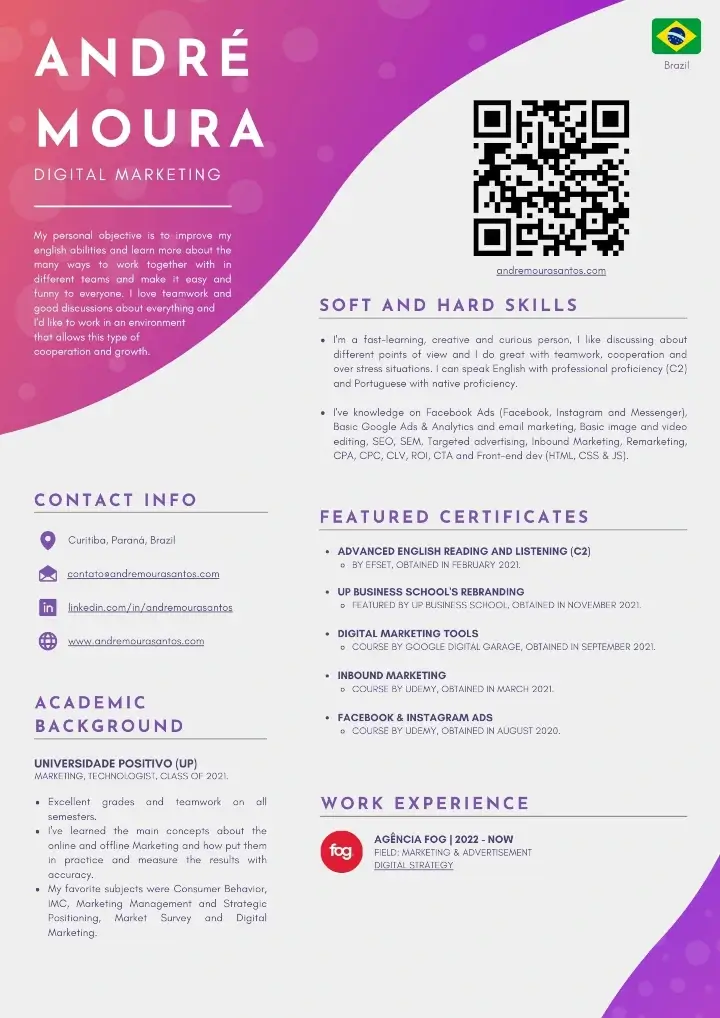 ANDRÉ
MOURA
DIGITAL MARKETING
My personal objective is to improve my
english abilities and learn more about the
many ways to work together with in
different teams and make it easy and
funny to everyone. I love teamwork and
good discussions about everything and
I'd like to work in an environment
that allows this type of
cooperation and growth.
Brazil
andremourasantos.com
SOFT AND HARD SKILLS
• I'm a fast-learning, creative and curious person, I like discussing about
different points of view and I do great with teamwork, cooperation and
over stress situations. I can speak English with professional proficiency (C2)
and Portuguese with native proficiency.
• I've knowledge on Facebook Ads (Facebook, Instagram and Messenger),
Basic Google Ads & Analytics and email marketing, Basic image and video
editing, SEO, SEM, Targeted advertising, Inbound Marketing, Remarketing,
CPA, CPC, CLV, ROI, CTA and Front-end dev (HTML, CSS & JS).
CONTACT INFO
Curitiba, Paraná, Brazil
contato@andremourasantos.com
in linkedin.com/in/andremourasantos
www.andremourasantos.com
ACADEMIC
BACKGROUND
UNIVERSIDADE POSITIVO (UP)
MARKETING, TECHNOLOGIST, CLASS OF 2021.
• Excellent grades and teamwork on all
semesters.
• I've learned the main concepts about the
online and offline Marketing and how put them
in practice and measure the results with
accuracy.
• My favorite subjects were Consumer Behavior,
IMC, Marketing Management and Strategic
Positioning, Market Survey and Digital
Marketing.
FEATURED CERTIFICATES
• ADVANCED ENGLISH READING AND LISTENING (C2)
○ BY EFSET, OBTAINED IN FEBRUARY 2021.
• UP BUSINESS SCHOOL'S REBRANDING
○ FEATURED BY UP BUSINESS SCHOOL, OBTAINED IN NOVEMBER 2021.
• DIGITAL MARKETING TOOLS
○ COURSE BY GOOGLE DIGITAL GARAGE, OBTAINED IN SEPTEMBER 2021.
• INBOUND MARKETING
○ COURSE BY UDEMY, OBTAINED IN MARCH 2021.
• FACEBOOK & INSTAGRAM ADS
○ COURSE BY UDEMY, OBTAINED IN AUGUST 2020.
WORK EXPERIENCE
fog
AGÊNCIA FOG | 2022 - NOW
FIELD: MARKETING & ADVERTISEMENT
DIGITAL STRATEGY